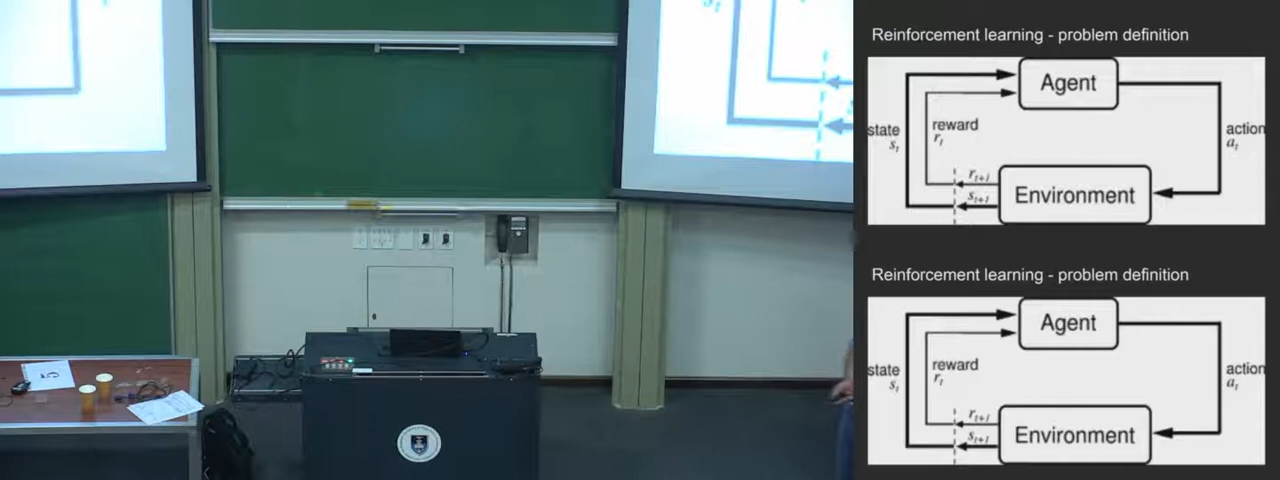 Reinforcement learning - problem definition
Agent
state
s_t
reward
r_t
action
a_t
r_t+1
s_t+1
Environment
Reinforcement learning - problem definition
Agent
state
s_t
reward
r_t
action
a_t
r_t+1
s_t+1
Environment
5